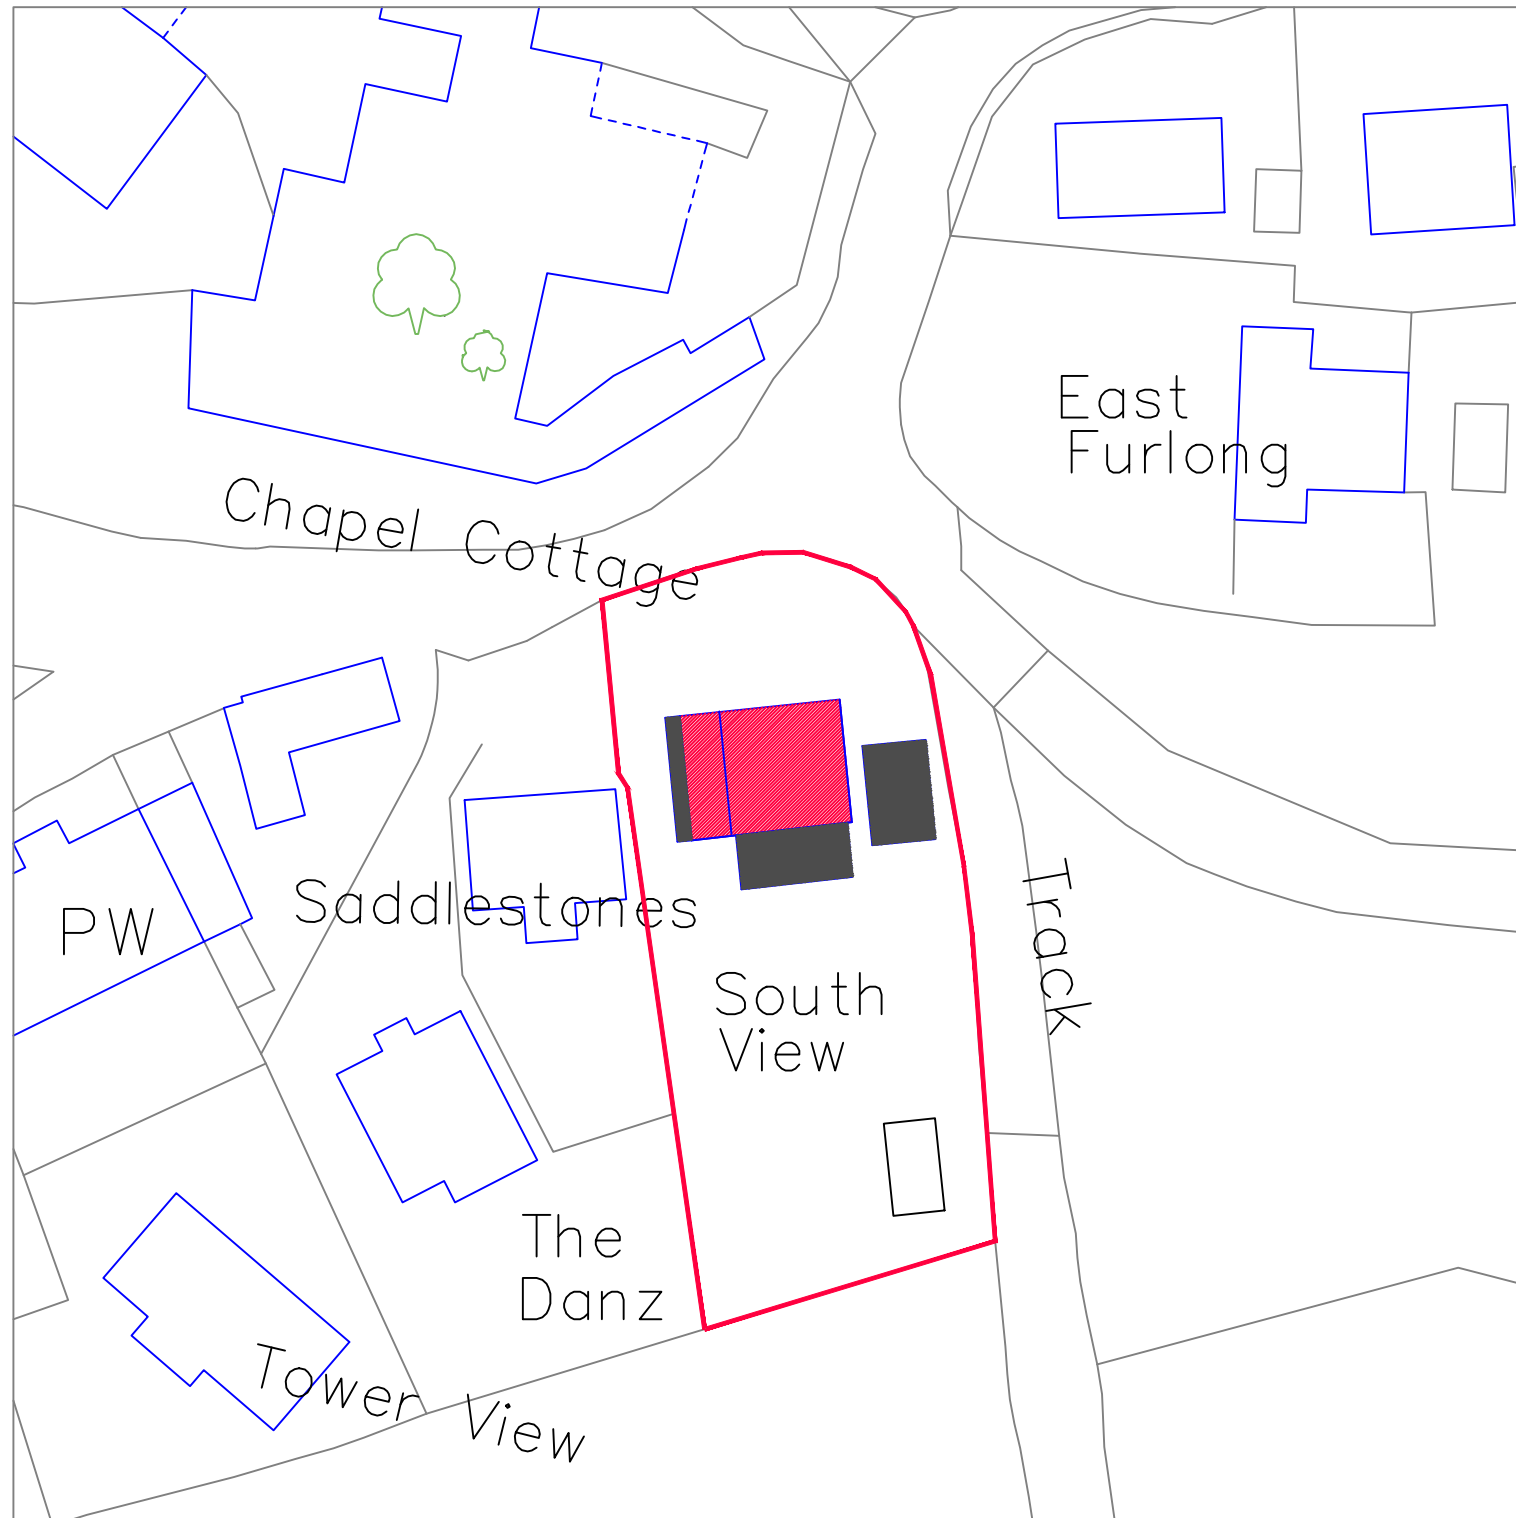 East
Furlong
Chapel Cottage
Saddlestones
PW
Track
South
View
The
Danz
Tower View